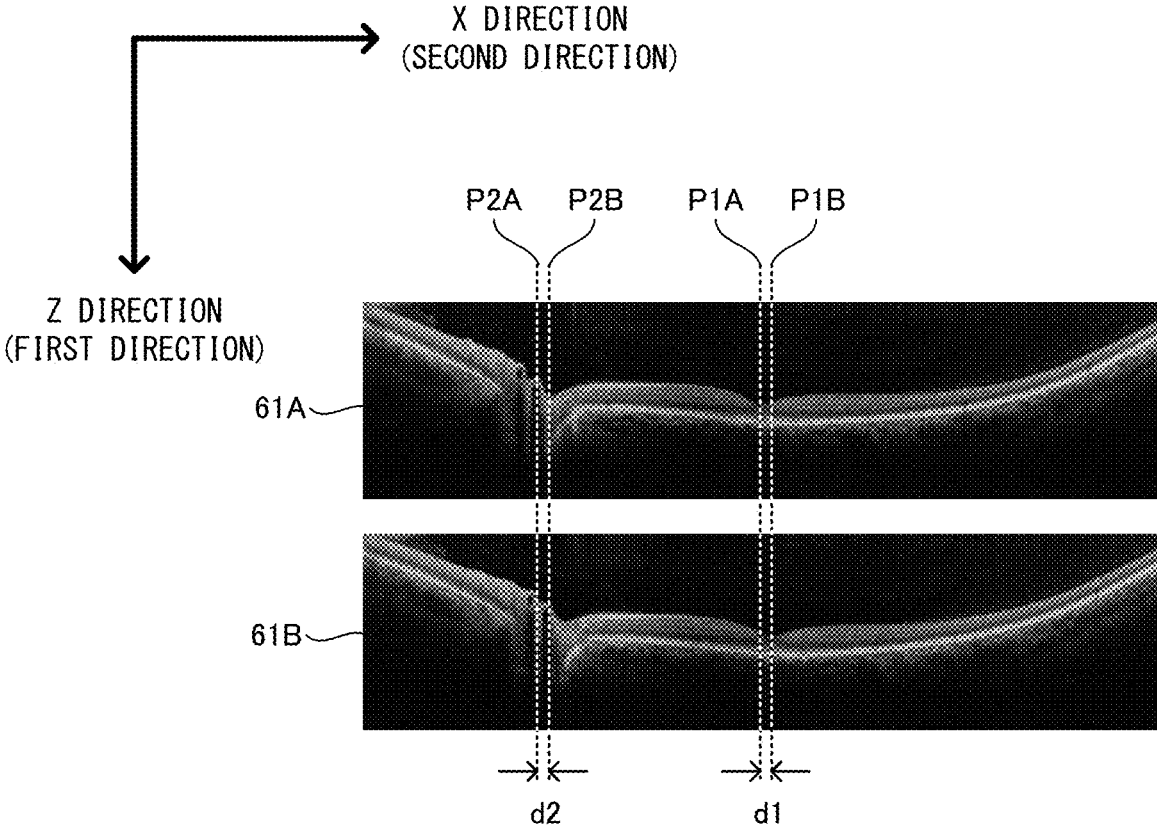 X DIRECTION
(SECOND DIRECTION)
P2A P2B P1A P1B
Z DIRECTION
(FIRST DIRECTION)
61A
61B
d2 d1